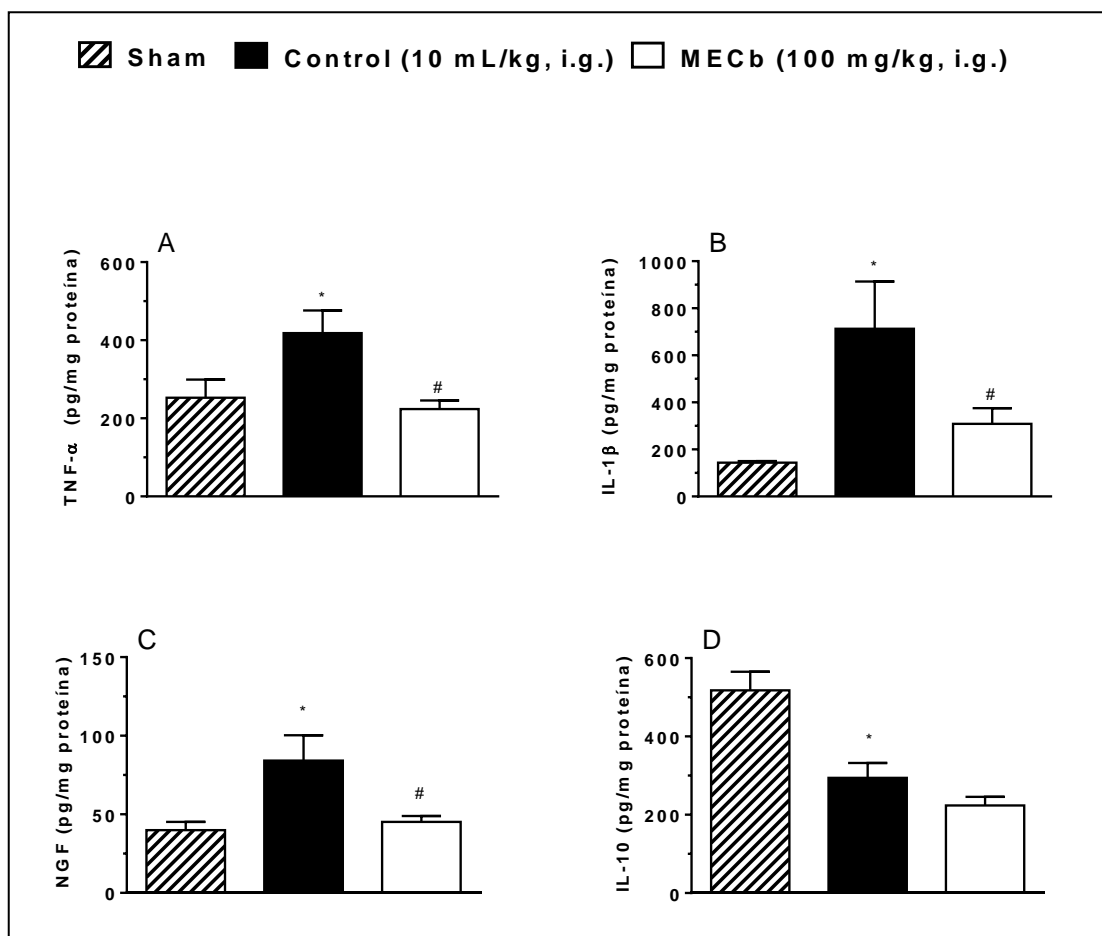 Sham Control (10 mL/kg, i.g.) MECb (100 mg/kg, i.g.)
A
TNF-α (pg/mg proteína)
600
400
200
0
*
#
B
IL-1β (pg/mg proteína)
1000
800
600
400
200
0
*
#
C
NGF (pg/mg proteína)
150
100
50
0
*
#
D
IL-10 (pg/mg proteína)
600
400
200
0
*